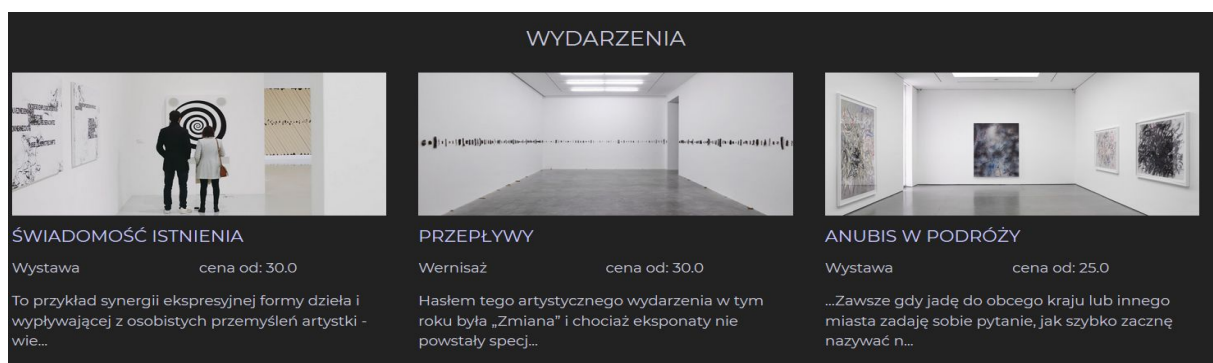 WYDARZENIA
ŚWIADOMOŚĆ ISTNIENIA
Wystawa cena od: 30.0
To przykład synergii ekspresyjnej formy dzieła i
wypływającej z osobistych przemyśleń artystki -
wie...
PRZEPŁYWY
Wernisaż cena od: 30.0
Hasłem tego artystycznego wydarzenia w tym
roku była „Zmiana” i chociaż eksponaty nie
powstały specj...
ANUBIS W PODRÓŻY
Wystawa cena od: 25.0
...Zawsze gdy jadę do obcego kraju lub innego
miasta zadaję sobie pytanie, jak szybko zacznę
nazywać n...